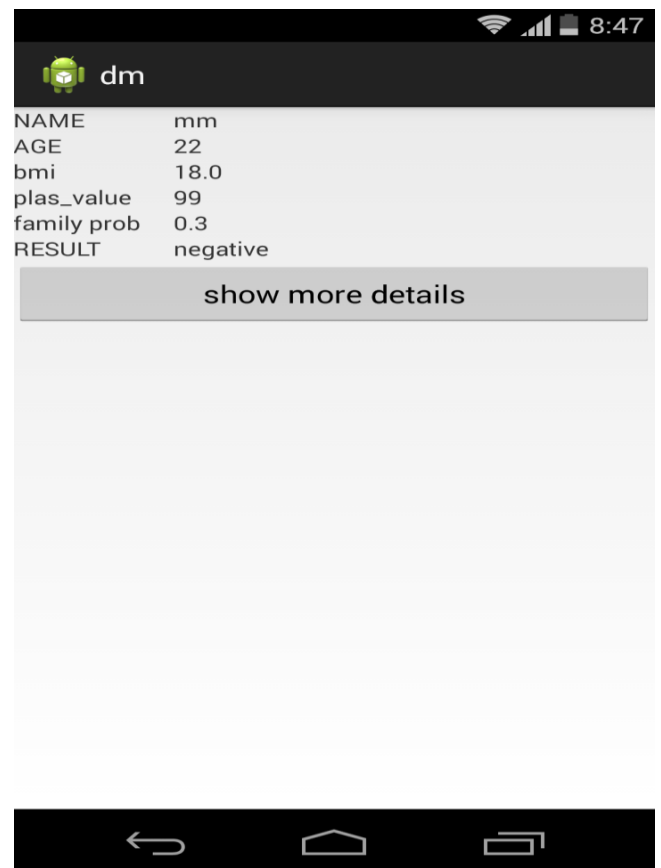 8:47
dm
NAME mm
AGE 22
bmi 18.0
plas_value 99
family prob 0.3
RESULT negative
show more details